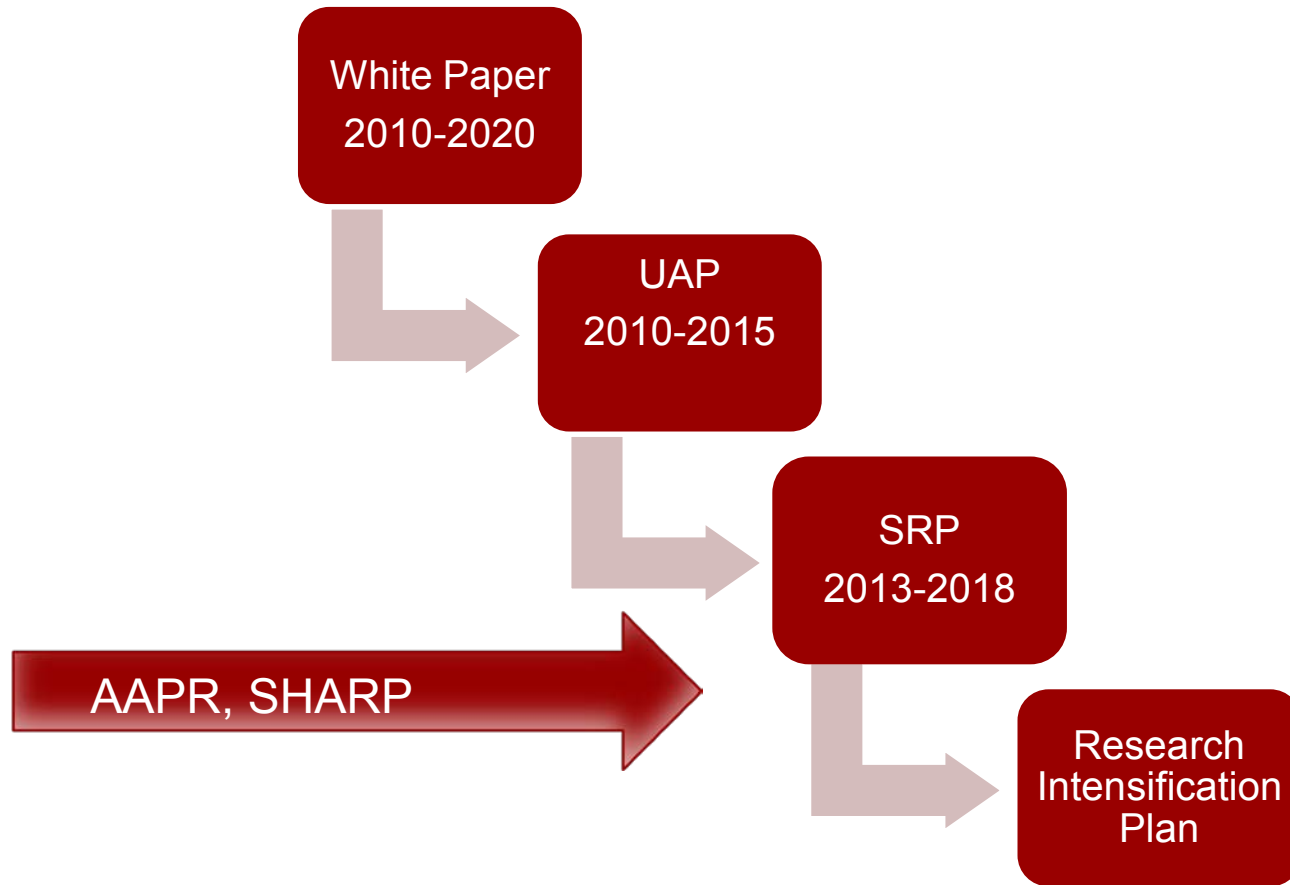 White Paper
2010-2020
UAP
2010-2015
SRP
2013-2018
AAPR, SHARP
Research
Intensification
Plan